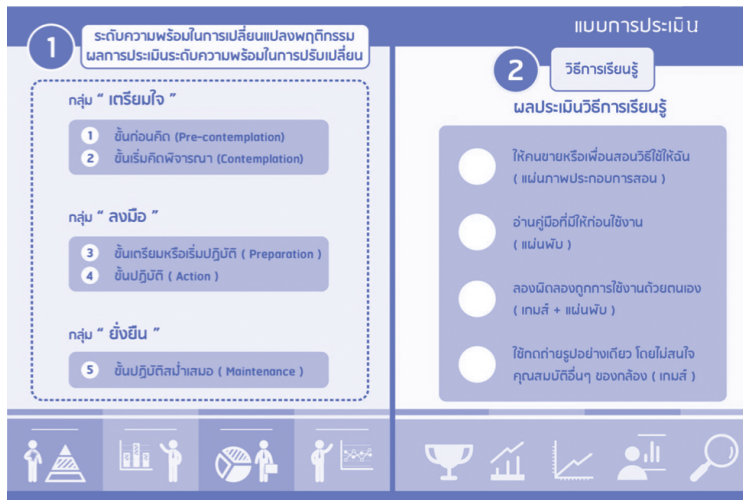 แบบการประเมิน
1
ระดับความพร้อมในการเปลี่ยนแปลงพฤติกรรม
ผลการประเมินระดับความพร้อมในการปรับเปลี่ยน
กลุ่ม “ เตรียมใจ ”
1 ขั้นก่อนคิด (Pre-contemplation)
2 ขั้นเริ่มคิดพิจารณา (Contemplation)
กลุ่ม “ ลงมือ ”
3 ขั้นเตรียมหรือเริ่มปฏิบัติ ( Preparation )
4 ขั้นปฏิบัติ ( Action )
กลุ่ม “ ยั่งยืน ”
5 ขั้นปฏิบัติสม่ำเสมอ ( Maintenance )
2
วิธีการเรียนรู้
ผลประเมินวิธีการเรียนรู้
ให้คนขายหรือเพื่อนสอนวิธีใช้ให้ฉัน
( แผ่นภาพประกอบการสอน )
อ่านคู่มือที่มีให้ก่อนใช้งาน
( แผ่นพับ )
ลองผิดลองถูกการใช้งานด้วยตนเอง
( เกมส์ + แผ่นพับ )
ใช้กดถ่ายรูปอย่างเดียว โดยไม่สนใจ
คุณสมบัติอื่นๆ ของกล้อง ( เกมส์ )